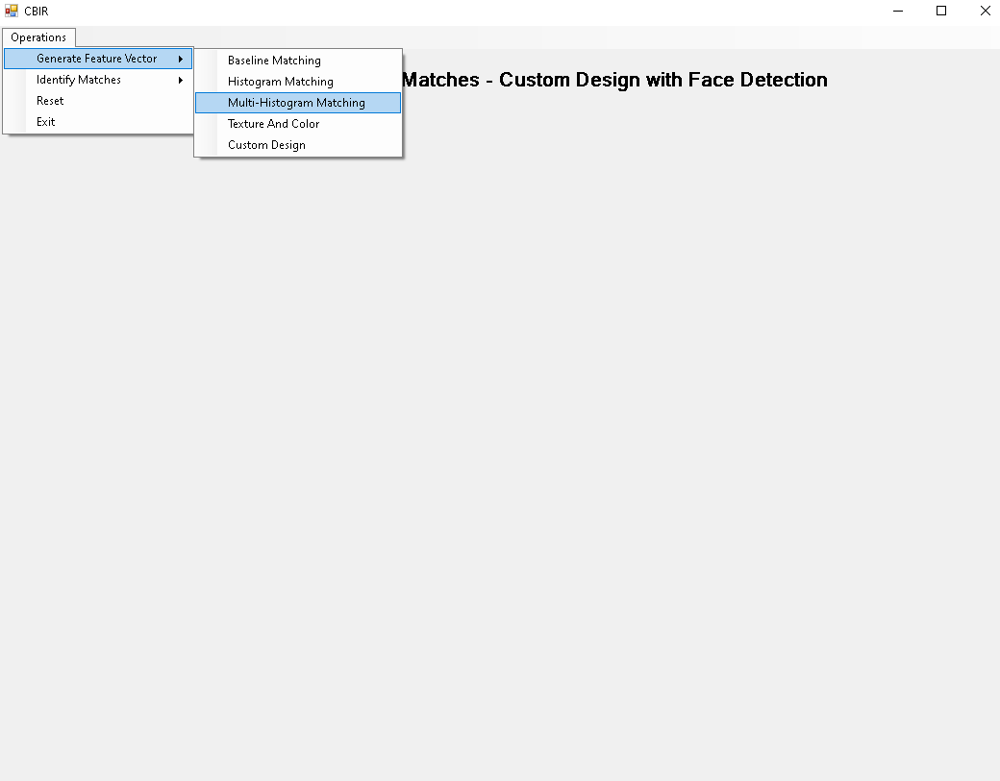 CBIR
Operations
Generate Feature Vector
Identify Matches
Reset
Exit
Baseline Matching
Histogram Matching
Multi-Histogram Matching
Texture And Color
Custom Design
Matches - Custom Design with Face Detection